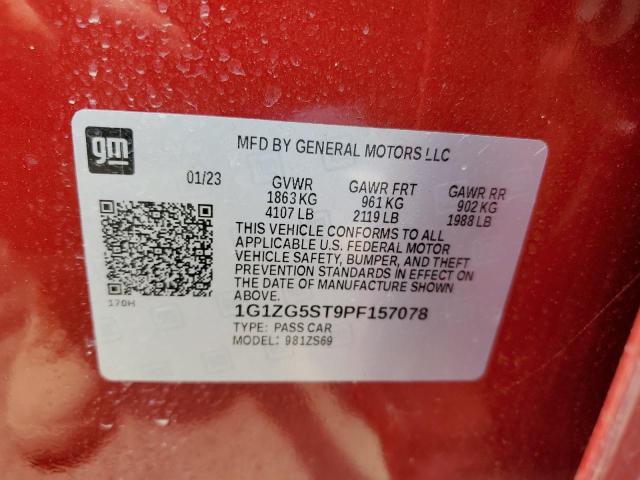 gm
MFD BY GENERAL MOTORS LLC
01/23 GVWR GAWR FRT GAWR RR
1863 KG 961 KG 902 KG
4107 LB 2119 LB 1988 LB
THIS VEHICLE CONFORMS TO ALL
APPLICABLE U.S. FEDERAL MOTOR
VEHICLE SAFETY, BUMPER, AND THEFT
PREVENTION STANDARDS IN EFFECT ON
THE DATE OF MANUFACTURE SHOWN
ABOVE.
170H
1G1ZG5ST9PF157078
TYPE: PASS CAR
MODEL: 981ZS69